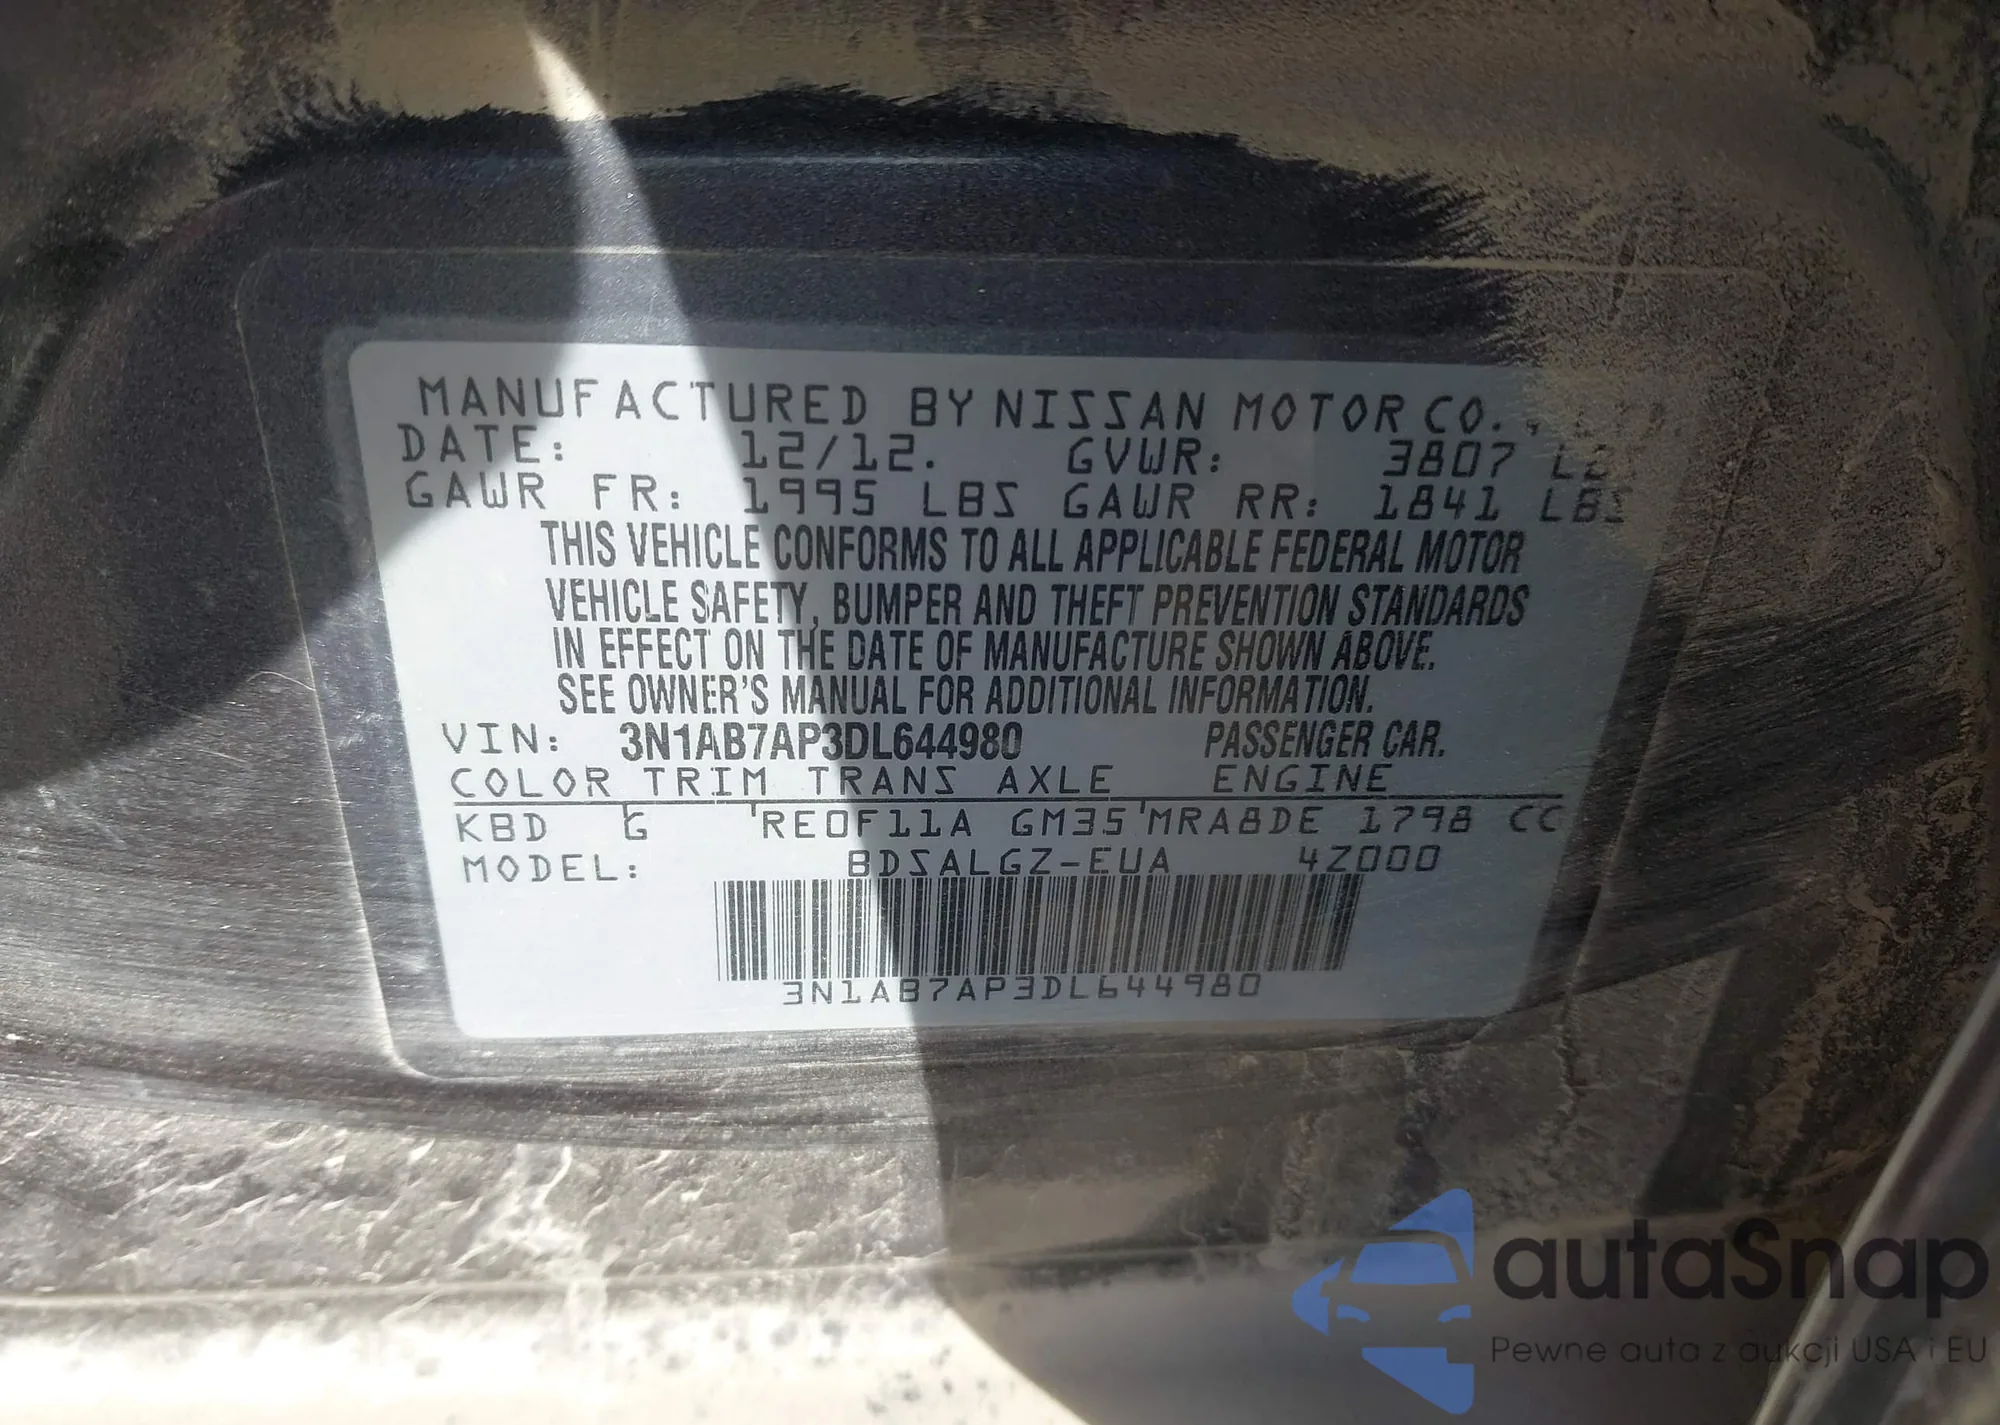 MANUFACTURED BY NISSAN MOTOR CO.,
DATE: 12/12. GVWR: 3807
GAWR FR: 1995 LBS GAWR RR: 1841 LBS
THIS VEHICLE CONFORMS TO ALL APPLICABLE FEDERAL MOTOR
VEHICLE SAFETY, BUMPER AND THEFT PREVENTION STANDARDS
IN EFFECT ON THE DATE OF MANUFACTURE SHOWN ABOVE.
SEE OWNER'S MANUAL FOR ADDITIONAL INFORMATION.
VIN: 3N1AB7AP3DL644980 PASSENGER CAR.
COLOR TRIM TRANS AXLE ENGINE
KBD G 'RE0F11A GM35'MRA8DE 1798 CC
MODEL: BDSALGZ-EUA 4Z000
3N1AB7AP3DL644980
autaSnap
Pewne auta z aukcji USA i EU